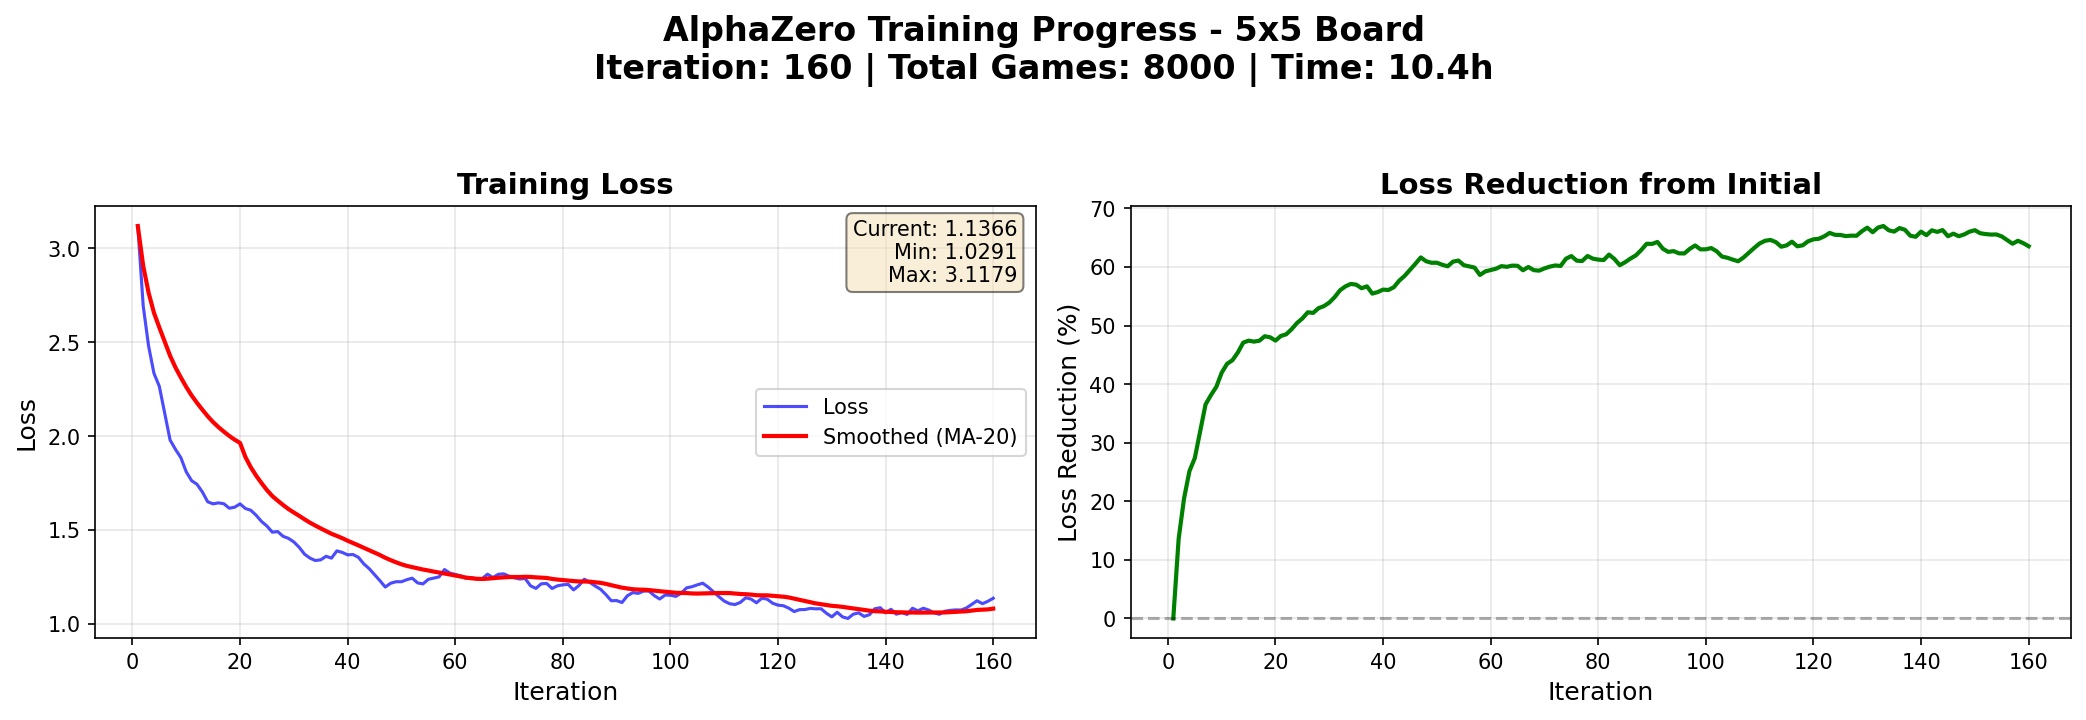 AlphaZero Training Progress - 5x5 Board
Iteration: 160 | Total Games: 8000 | Time: 10.4h
Training Loss
Current: 1.1366
Min: 1.0291
Max: 3.1179
Loss
Smoothed (MA-20)
Loss
3.0
2.5
2.0
1.5
1.0
0 20 40 60 80 100 120 140 160
Iteration
Loss Reduction from Initial
Loss Reduction (%)
70
60
50
40
30
20
10
0
0 20 40 60 80 100 120 140 160
Iteration